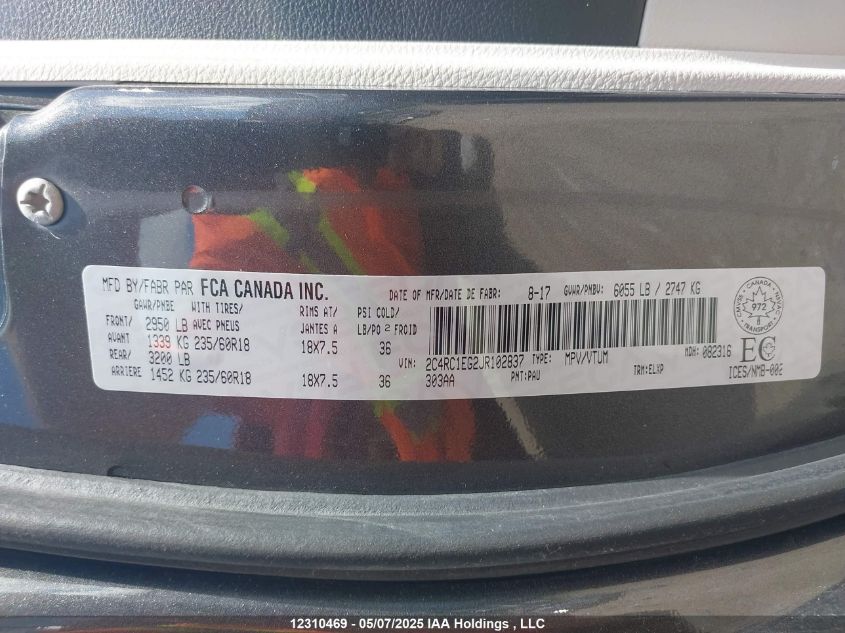 MFD BY/FABR PAR FCA CANADA INC.
DATE OF MFR/DATE DE FABR: 8-17 GVWR/PNBV: 6055 LB / 2747 KG
GAWR/PNBE WITH TIRES/ RIMS AT/ PSI COLD/
FRONT/ 2950 LB AVEC PNEUS JANTES A LB/PO 2 FROID
AVANT 1339 KG 235/60R18 18X7.5 36
REAR/ 3200 LB
ARRIERE 1452 KG 235/60R18 18X7.5 36
VIN: 2C4RC1EG2JR102837 TYPE: MPV/VTUM MDH: 082316
303AA PNT:PAU TRM:ELXP
CMVSS NSVAC
972
TRANSPORT
EC
ICES/NMB-002
12310469 - 05/07/2025 IAA Holdings , LLC